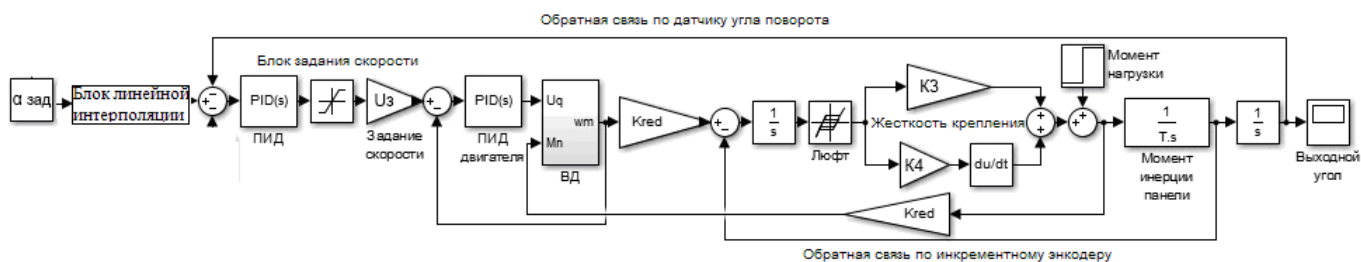 Обратная связь по датчику угла поворота
Блок задания скорости
Момент
нагрузки
α зад
Блок линейной
интерполяции
PID(s)
ПИД
Uз
Задание
скорости
PID(s)
ПИД
двигателя
Uq
wm
Mn
ВД
Kred
1
s
Люфт
К3
Жесткость крепления
К4
du/dt
1
T.s
Момент
инерции
панели
1
s
Выходной
угол
Kred
Обратная связь по инкрементному энкодеру